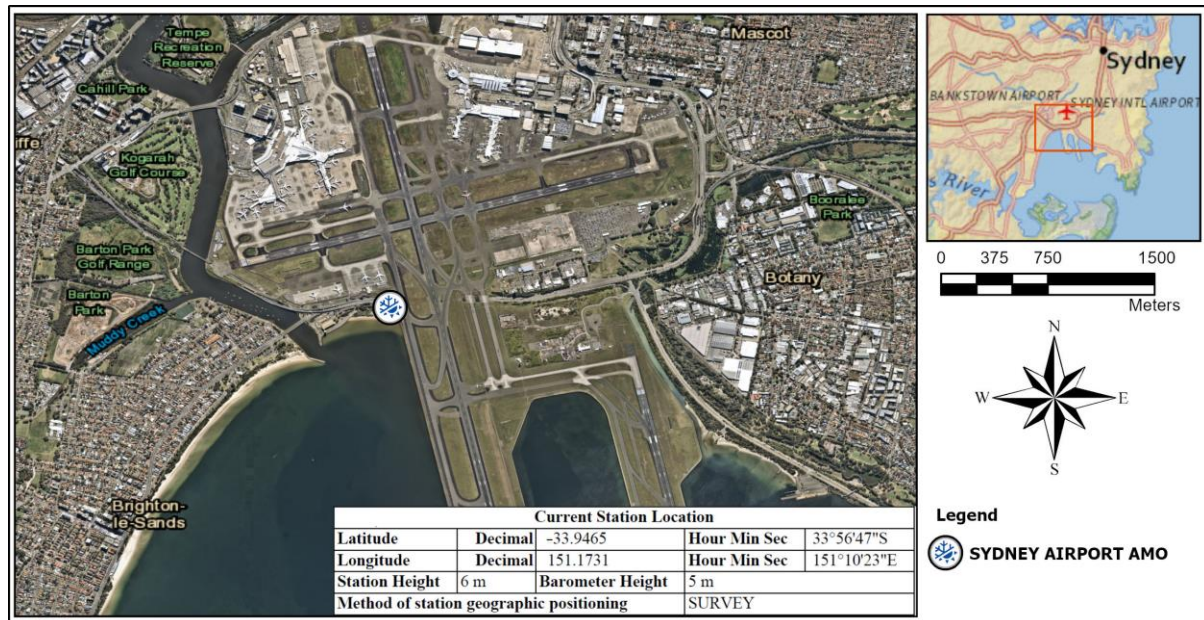 Tempe
Recreation
Reserve
Mascot
Cahill Park
iffe
Kogarah
Golf Course
Booralee
Park
Barton Park
Golf Range
Botany
Barton
Park
Muddy Creek
Brighton-
le-Sands
Current Station Location
Latitude Decimal -33.9465 Hour Min Sec 33°56'47"S
Longitude Decimal 151.1731 Hour Min Sec 151°10'23"E
Station Height 6 m Barometer Height 5 m
Method of station geographic positioning SURVEY
Sydney
BANKSTOWN AIRPORT
SYDNEY INTL AIRPORT
s River
0 375 750 1500
Meters
N
W E
S
Legend
SYDNEY AIRPORT AMO